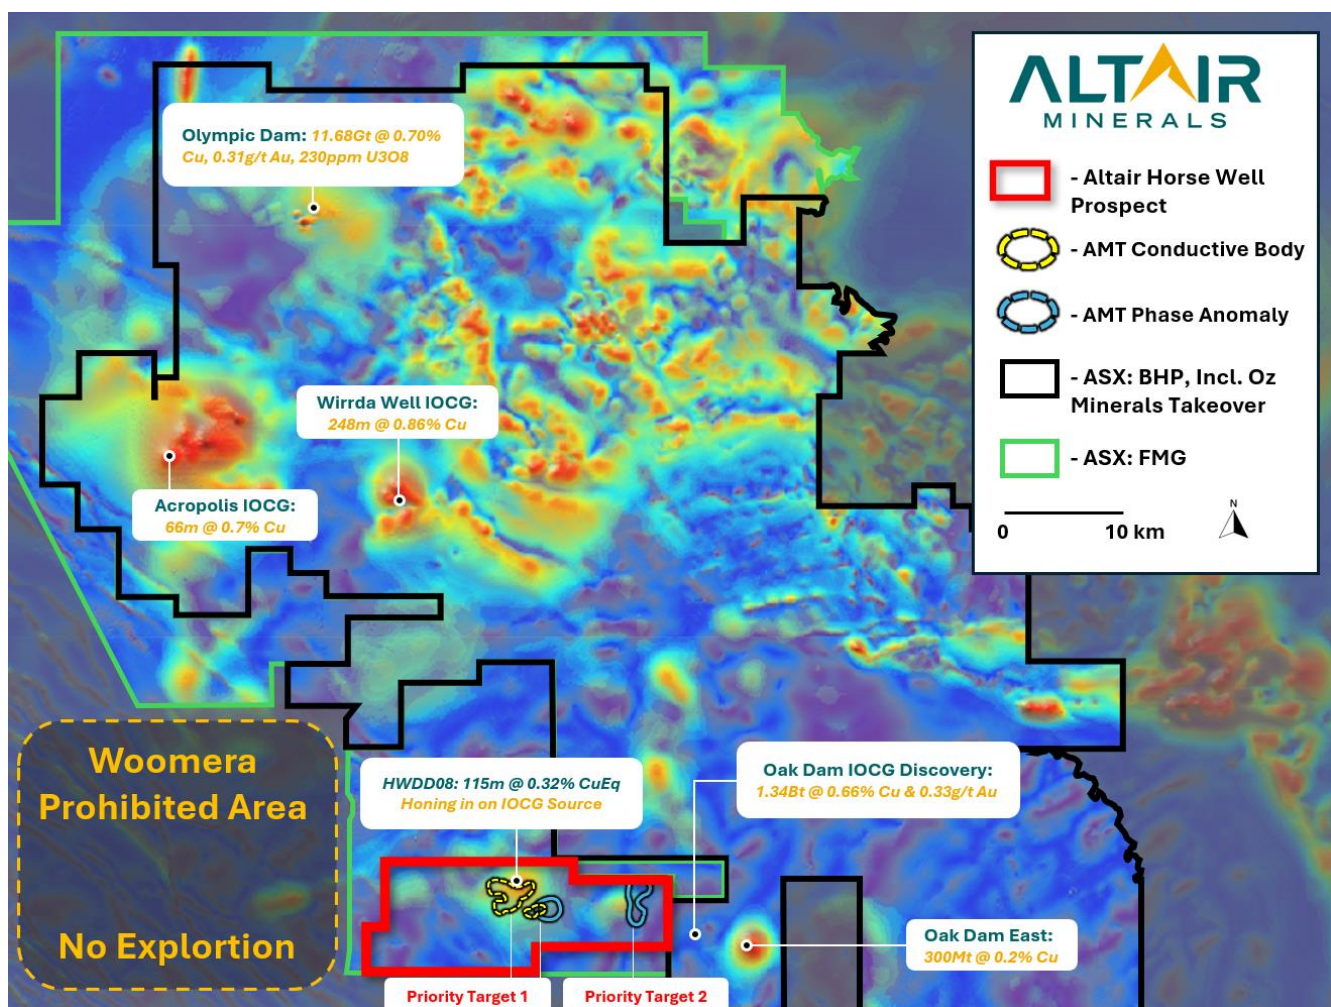 Olympic Dam: 11.68Gt @ 0.70%
Cu, 0.31g/t Au, 230ppm U3O8
ALTAIR
MINERALS
- Altair Horse Well
Prospect
- AMT Conductive Body
- AMT Phase Anomaly
- ASX: BHP, Incl. Oz
Minerals Takeover
- ASX: FMG
N
0 10 km
Wirrda Well IOCG:
248m @ 0.86% Cu
Acropolis IOCG:
66m @ 0.7% Cu
Woomera
Prohibited Area
No Explortion
HWDD08: 115m @ 0.32% CuEq
Honing in on IOCG Source
Oak Dam IOCG Discovery:
1.34Bt @ 0.66% Cu & 0.33g/t Au
Oak Dam East:
300Mt @ 0.2% Cu
Priority Target 1
Priority Target 2